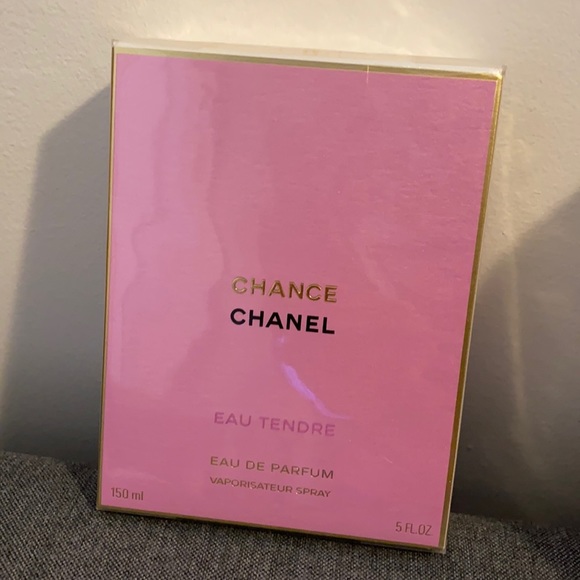 CHANCE
CHANEL
EAU TENDRE
EAU DE PARFUM
VAPORISATEUR SPRAY
150 ml
5 FL.OZ.